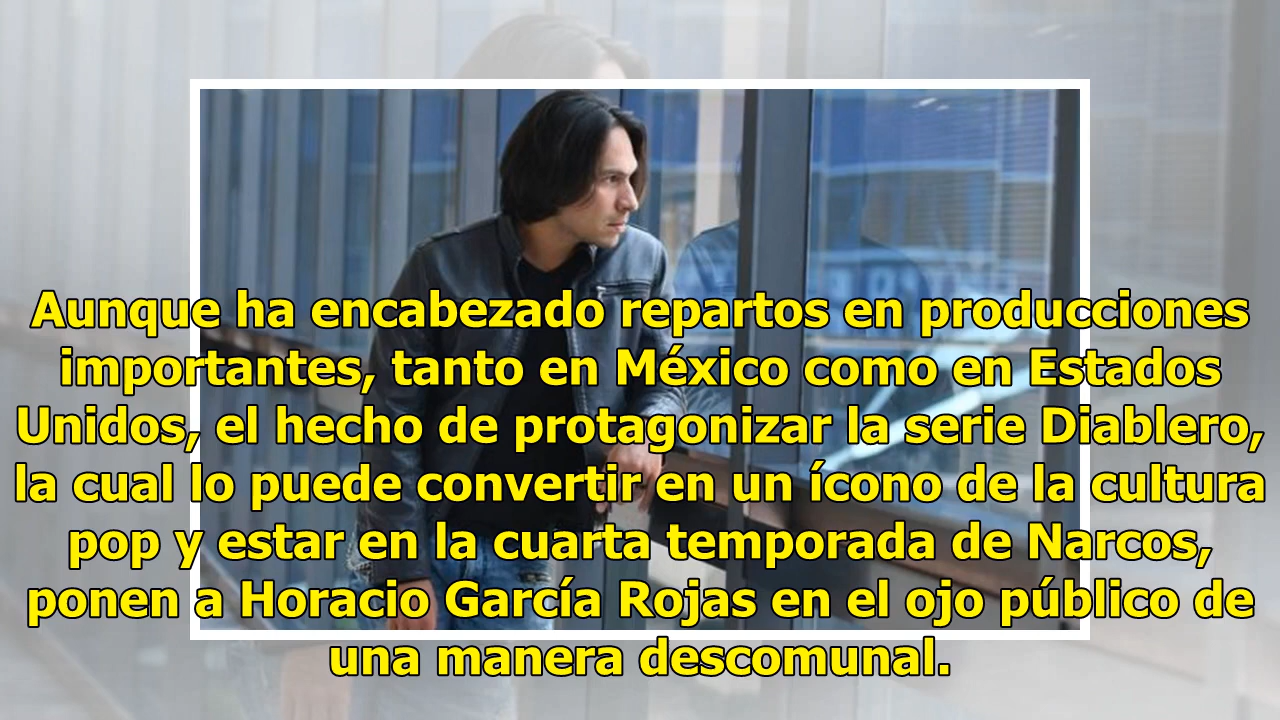 Aunque ha encabezado repartos en producciones
importantes, tanto en México como en Estados
Unidos, el hecho de protagonizar la serie Diablero,
la cual lo puede convertir en un ícono de la cultura
pop y estar en la cuarta temporada de Narcos,
ponen a Horacio García Rojas en el ojo público de
una manera descomunal.